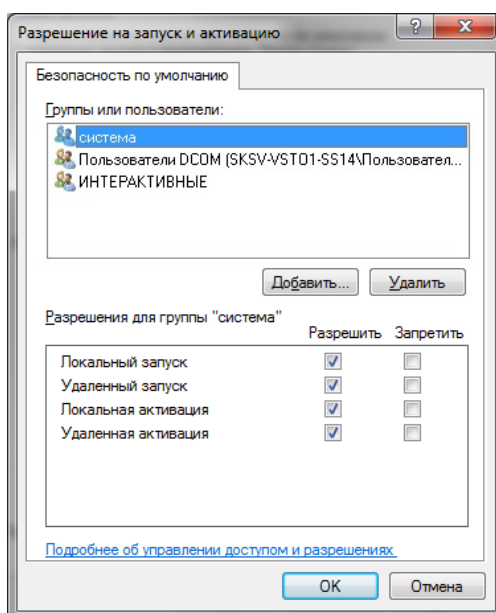 Разрешение на запуск и активацию
Безопасность по умолчанию
Группы или пользователи:
система
Пользователи DCOM (SKSV-VST01-SS14\Пользовател...
ИНТЕРАКТИВНЫЕ
Добавить... Удалить
Разрешения для группы "система"
Разрешить Запретить
Локальный запуск
Удаленный запуск
Локальная активация
Удаленная активация
Подробнее об управлении доступом и разрешениях
OK Отмена